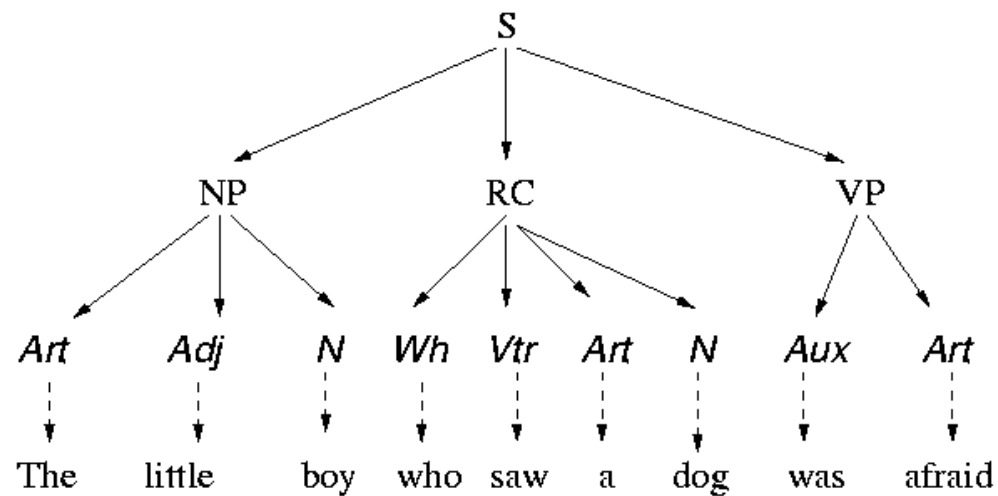 S
NP RC VP
Art Adj N Wh Vtr Art N Aux Art
The little boy who saw a dog was afraid